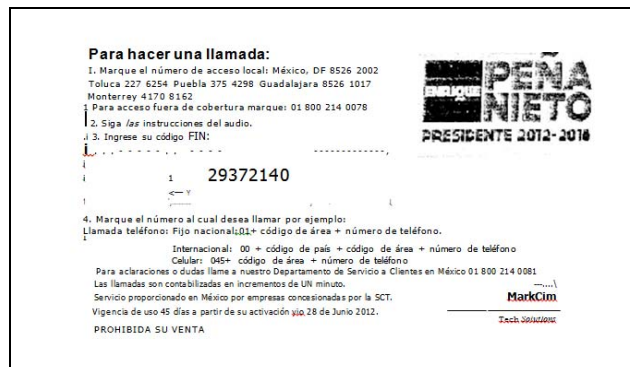 Para hacer una llamada:
I. Marque el número de acceso local: México, DF 8526 2002
Toluca 227 6254 Puebla 375 4298 Guadalajara 8526 1017
Monterrey 4170 8162
1 Para acceso fuera de cobertura marque: 01 800 214 0078
2. Siga las instrucciones del audio.
.i 3. Ingrese su código FIN:
ENRIQUE
PEÑA
NIETO
PRESIDENTE 2012-2018
1 29372140
4. Marque el número al cual desea llamar por ejemplo:
Llamada teléfono: Fijo nacional:01+ código de área + número de teléfono.
Internacional: 00 + código de país + código de área + número de teléfono
Celular: 045+ código de área + número de teléfono
Para aclaraciones o dudas llame a nuestro Departamento de Servicio a Clientes en México 01 800 214 0081
Las llamadas son contabilizadas en incrementos de UN minuto.
Servicio proporcionado en México por empresas concesionadas por la SCT.
Vigencia de uso 45 días a partir de su activación yio 28 de Junio 2012.
PROHIBIDA SU VENTA
MarkCim
Tech Solutions